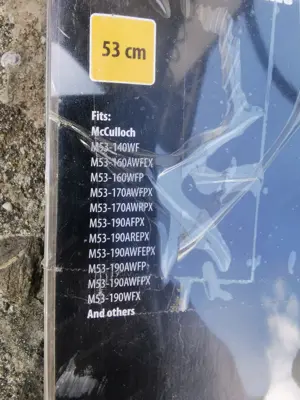 53 cm
Fits:
McCulloch
M53-140WF
M53-160AWFEX
M53-160WFP
M53-170AWFPX
M53-170AWRPX
M53-190AFPX
M53-190AREPX
M53-190AWFEPX
M53-190AWFP
M53-190AWFPX
M53-190WFX
And others